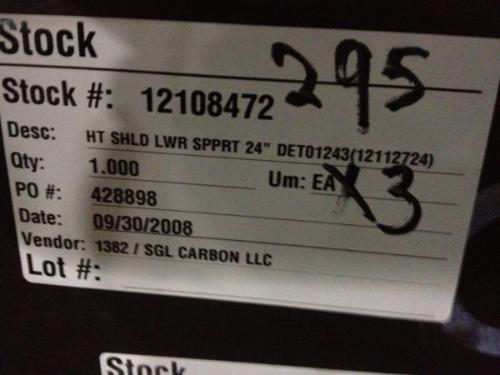 Stock
295
Stock #: 12108472
Desc: HT SHLD LWR SPPRT 24" DET01243(12112724)
Qty: 1.000 Um: EA X3
PO #: 428898
Date: 09/30/2008
Vendor: 1382 / SGL CARBON LLC
Lot #:
Stock